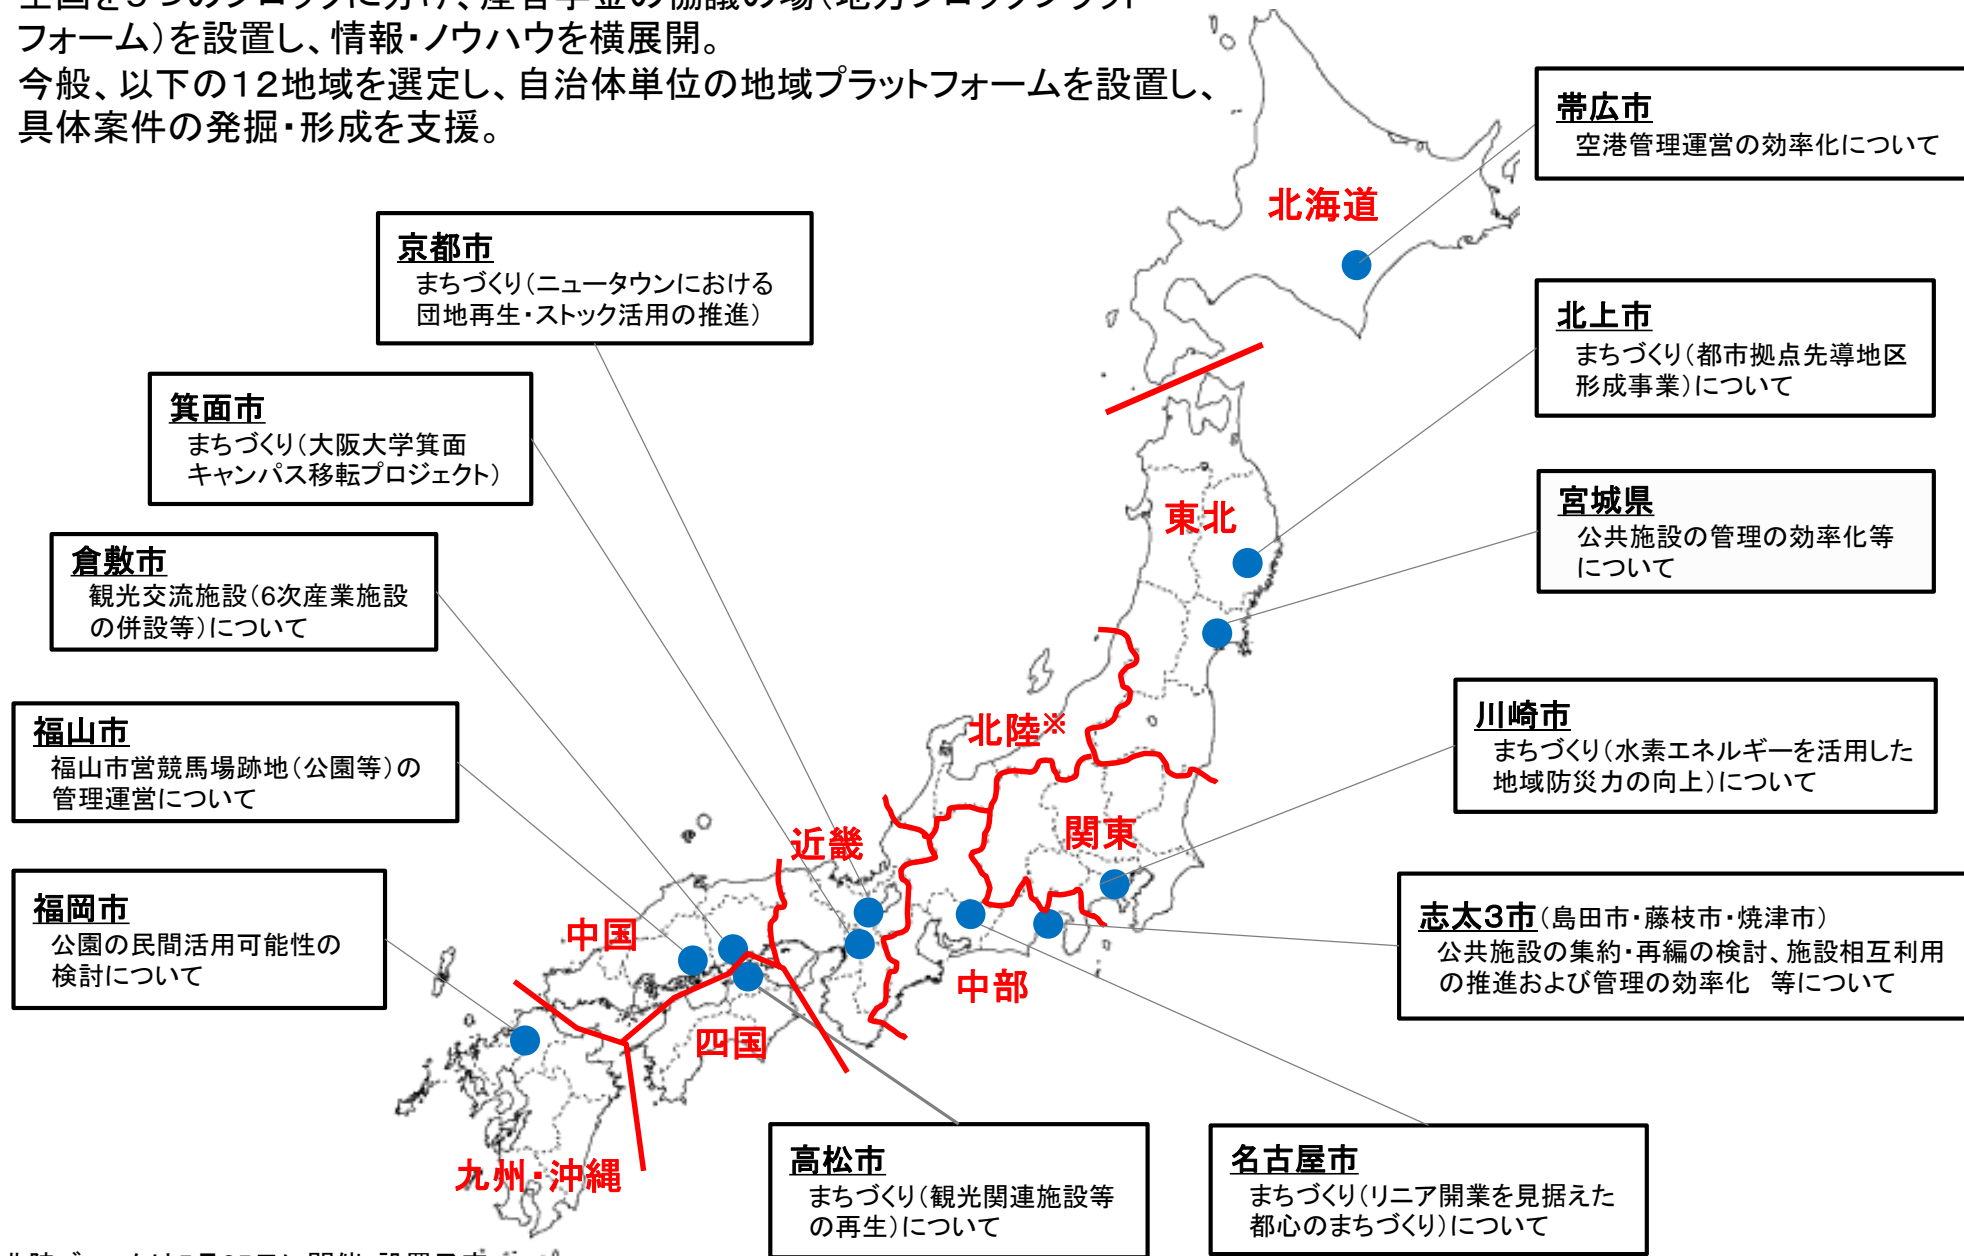 フォーム)を設置し、情報・ノウハウを横展開。
今般、以下の12地域を選定し、自治体単位の地域プラットフォームを設置し、
具体案件の発掘・形成を支援。
帯広市
空港管理運営の効率化について
北海道
京都市
まちづくり(ニュータウンにおける
団地再生・ストック活用の推進)
北上市
まちづくり(都市拠点先導地区
形成事業)について
箕面市
まちづくり(大阪大学箕面
キャンパス移転プロジェクト)
宮城県
公共施設の管理の効率化等
について
東北
倉敷市
観光交流施設(6次産業施設
の併設等)について
北陸※
川崎市
まちづくり(水素エネルギーを活用した
地域防災力の向上)について
福山市
福山市営競馬場跡地(公園等)の
管理運営について
近畿
関東
福岡市
公園の民間活用可能性の
検討について
中国
志太3市(島田市・藤枝市・焼津市)
公共施設の集約・再編の検討、施設相互利用
の推進および管理の効率化 等について
中部
四国
九州・沖縄
高松市
まちづくり(観光関連施設等
の再生)について
名古屋市
まちづくり(リニア開業を見据えた
都心のまちづくり)について